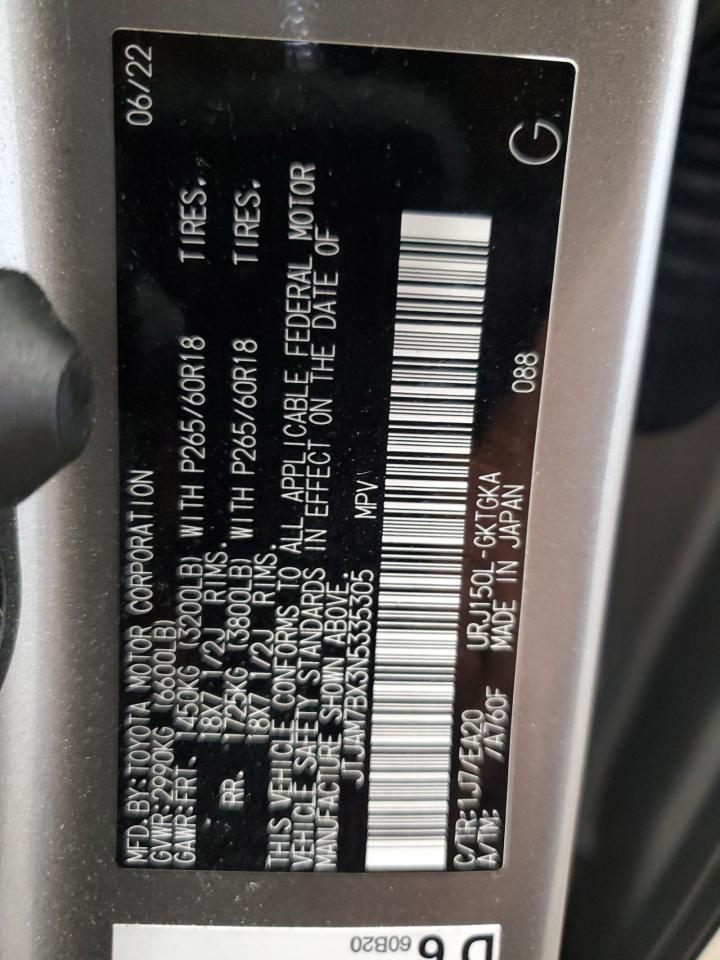 MFD. BY: TOYOTA MOTOR CORPORATION 06/22
GVWR: 2990KG (6600LB)
GAWR: FRT. 1450KG (3200LB) WITH P265/60R18 TIRES.
18X7 1/2J RIMS.
RR. 1725KG (3800LB) WITH P265/60R18 TIRES.
18X7 1/2J RIMS.
THIS VEHICLE CONFORMS TO ALL APPLICABLE FEDERAL MOTOR
VEHICLE SAFETY STANDARDS IN EFFECT ON THE DATE OF
MANUFACTURE SHOWN ABOVE.
JTJAM7BX3N5335305 MPV
C/TR: 1J7/EA20 URJ150L-GKTGKA 088 G
A/TM: /A760F MADE IN JAPAN
60B20